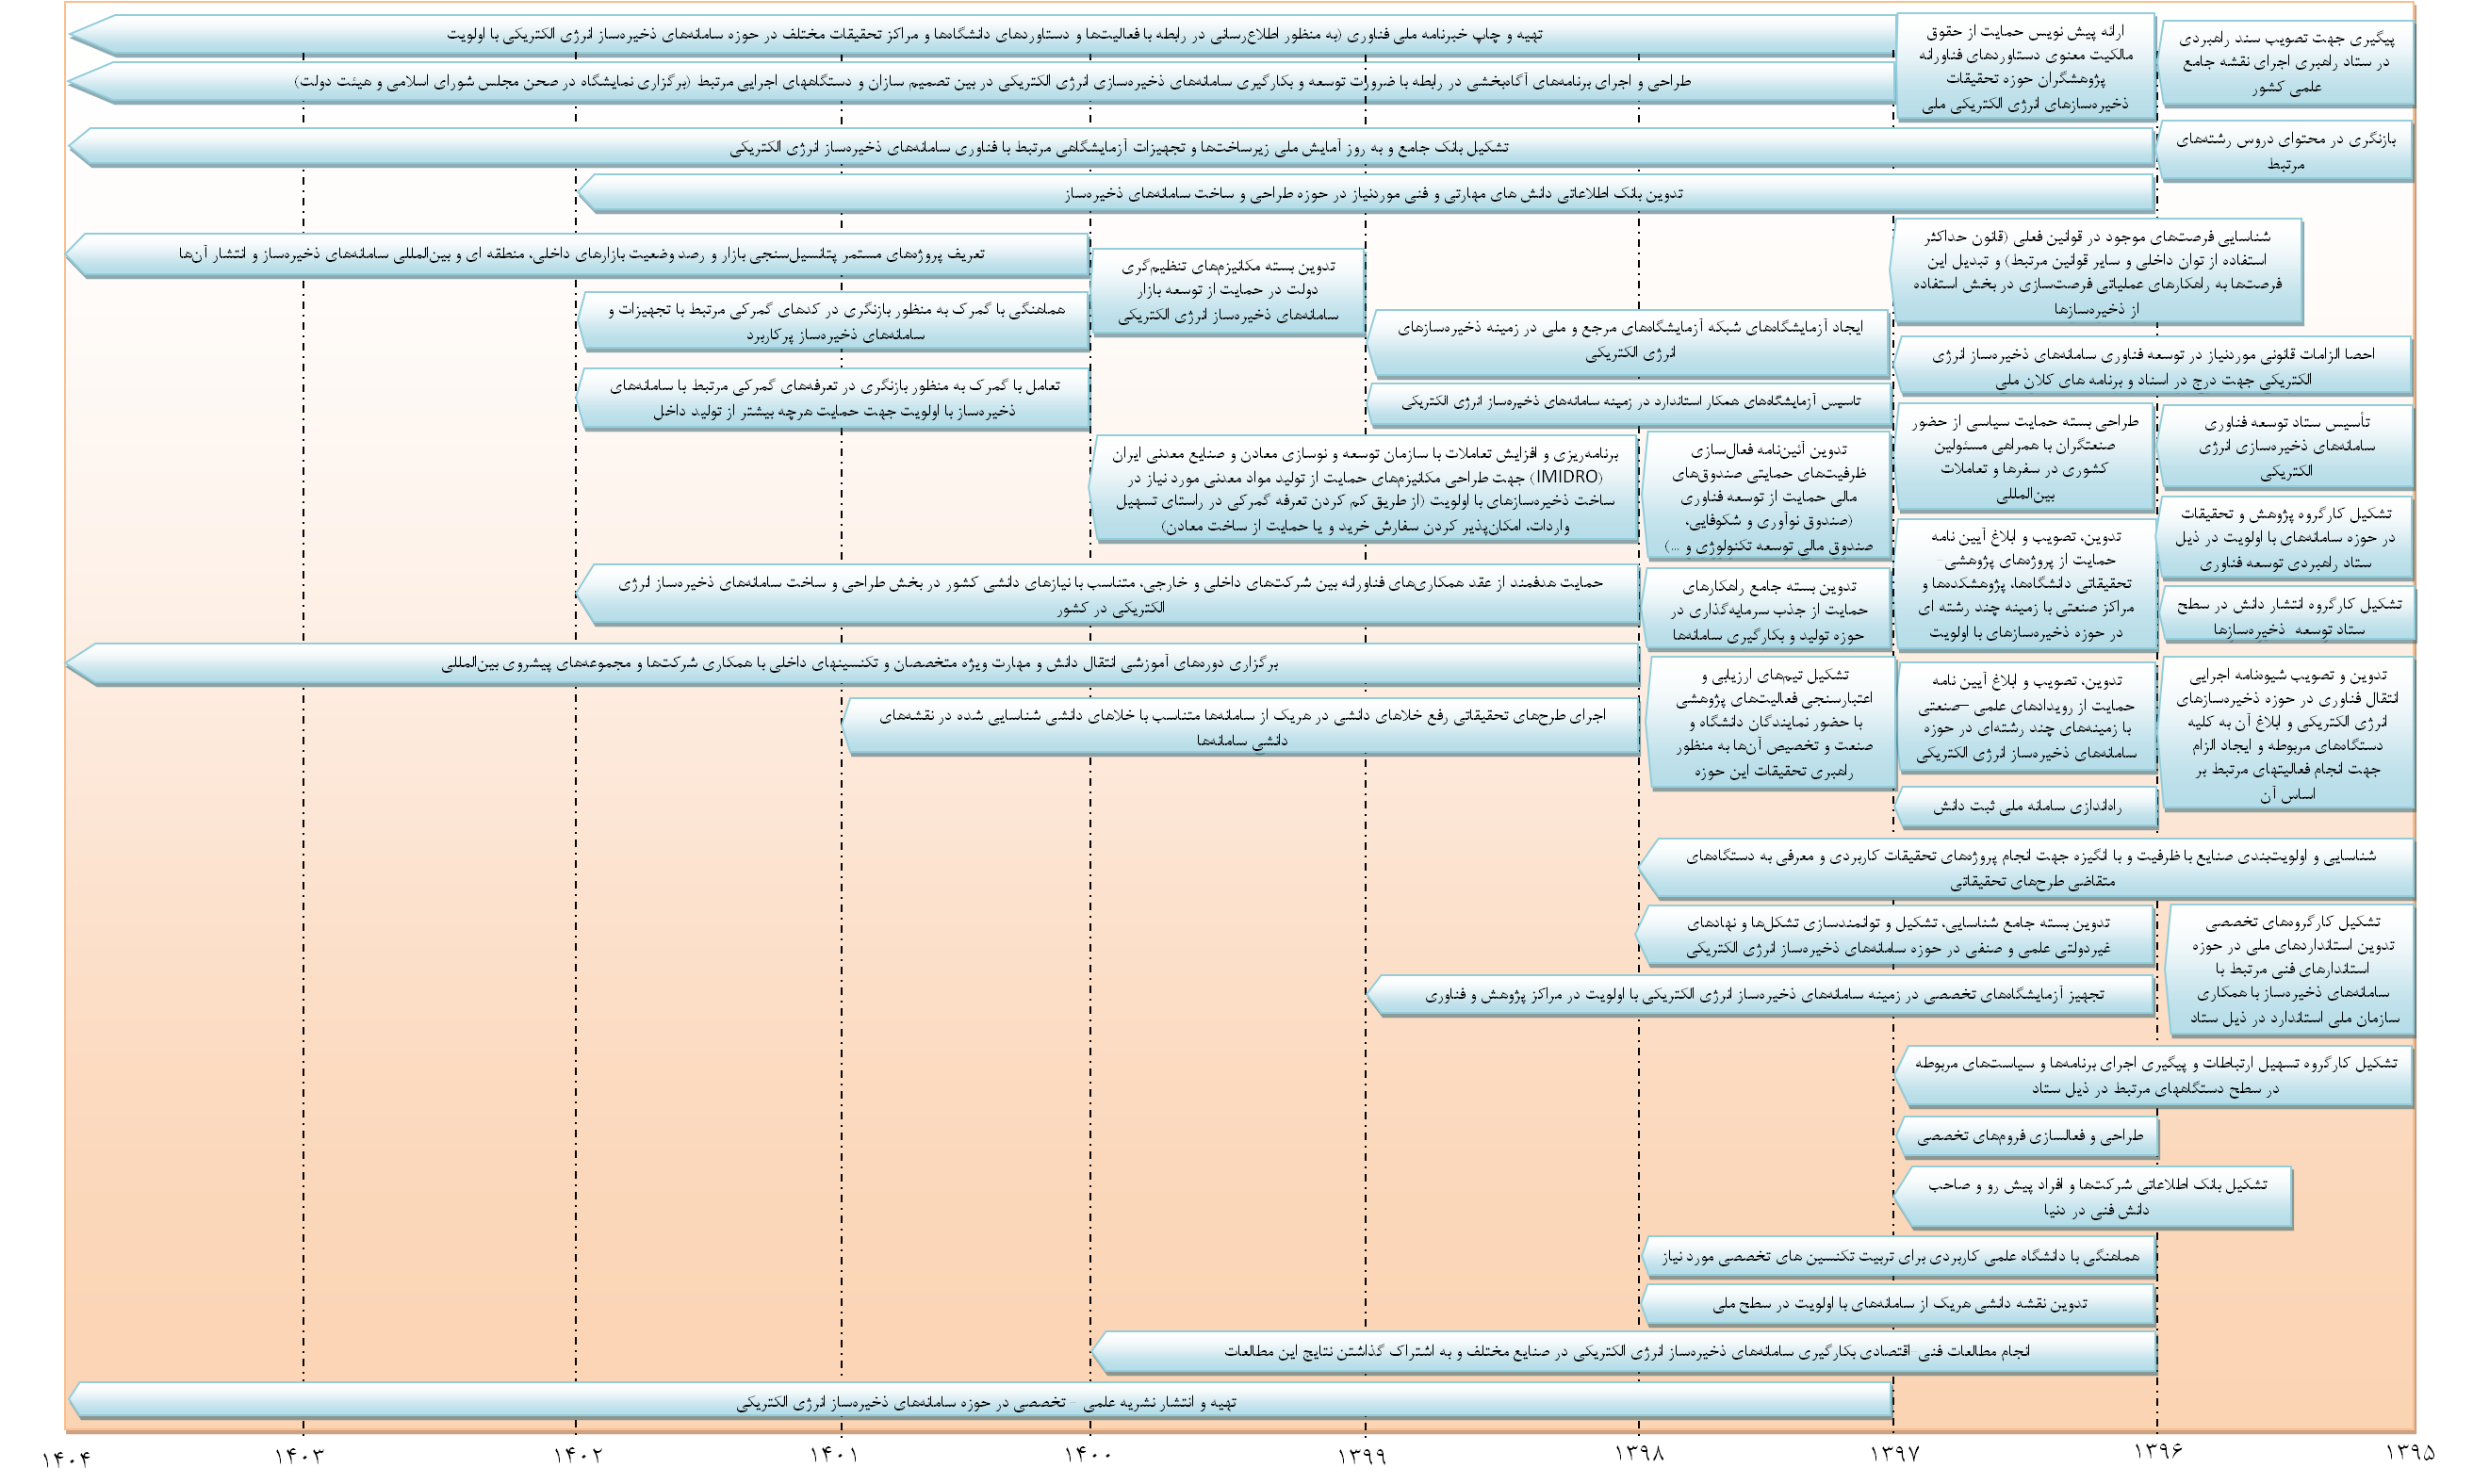 پیگیری جهت تصویب سند راهبردی
در ستاد راهبری اجرای نقشه جامع
علمی کشور
ارائه پیش نویس حمایت از حقوق
مالکیت معنوی دستاوردهای فناورانه
پژوهشگران حوزه تحقیقات
ذخیره‌سازهای انرژی الکتریکی ملی
تهیه و چاپ خبرنامه ملی فناوری (به منظور اطلاع‌رسانی در رابطه با فعالیت‌ها و دستاوردهای دانشگاه‌ها و مراکز تحقیقات مختلف در حوزه سامانه‌های ذخیره‌ساز انرژی الکتریکی با اولویت
طراحی و اجرای برنامه‌های آگاه‌بخشی در رابطه با ضرورت توسعه و بکارگیری سامانه‌های ذخیره‌سازی انرژی الکتریکی در بین تصمیم سازان و دستگاههای اجرایی مرتبط (برگزاری نمایشگاه در صحن مجلس شورای اسلامی و هیئت دولت)
بازنگری در محتوای دروس رشته‌های
مرتبط
تشکیل بانک جامع و به روز آمایش ملی زیرساخت‌ها و تجهیزات آزمایشگاهی مرتبط با فناوری سامانه‌های ذخیره‌ساز انرژی الکتریکی
تدوین بانک اطلاعاتی دانش های مهارتی و فنی موردنیاز در حوزه طراحی و ساخت سامانه‌های ذخیره‌ساز
شناسایی فرصت‌های موجود در قوانین فعلی (قانون حداکثر
استفاده از توان داخلی و سایر قوانین مرتبط) و تبدیل این
فرصت‌ها به راهکارهای عملیاتی فرصت‌سازی در بخش استفاده
از ذخیره‌سازها
تدوین بسته مکانیزم‌های تنظیم‌گری
دولت در حمایت از توسعه بازار
سامانه‌های ذخیره‌ساز انرژی الکتریکی
تعریف پروژه‌های مستمر پتانسیل‌سنجی بازار و رصد وضعیت بازارهای داخلی، منطقه ای و بین‌المللی سامانه‌های ذخیره‌ساز و انتشار آن‌ها
هماهنگی با گمرک به منظور بازنگری در کدهای گمرکی مرتبط با تجهیزات و
سامانه‌های ذخیره‌ساز پرکاربرد
ایجاد آزمایشگاه‌های شبکه آزمایشگاه‌های مرجع و ملی در زمینه ذخیره‌سازهای
انرژی الکتریکی
احصا الزامات قانونی موردنیاز در توسعه فناوری سامانه‌های ذخیره‌ساز انرژی
الکتریکی جهت درج در اسناد و برنامه های کلان ملی
تعامل با گمرک به منظور بازنگری در تعرفه‌های گمرکی مرتبط با سامانه‌های
ذخیره‌ساز با اولویت جهت حمایت هرچه بیشتر از تولید داخل
تاسیس آزمایشگاه‌های همکار استاندارد در زمینه سامانه‌های ذخیره‌ساز انرژی الکتریکی
تأسیس ستاد توسعه فناوری
سامانه‌های ذخیره‌سازی انرژی
الکتریکی
طراحی بسته حمایت سیاسی از حضور
صنعتگران با همراهی مسئولین
کشوری در سفرها و تعاملات
بین‌المللی
تدوین آئین‌نامه فعال‌سازی
ظرفیت‌های حمایتی صندوق‌های
مالی حمایت از توسعه فناوری
(صندوق نوآوری و شکوفایی،
صندوق مالی توسعه تکنولوژی و ...)
برنامه‌ریزی و افزایش تعاملات با سازمان توسعه و نوسازی معادن و صنایع معدنی ایران
(IMIDRO) جهت طراحی مکانیزم‌های حمایت از تولید مواد معدنی مورد نیاز در
ساخت ذخیره‌سازهای با اولویت (از طریق کم کردن تعرفه گمرکی در راستای تسهیل
واردات، امکان‌پذیر کردن سفارش خرید و یا حمایت از ساخت معادن)
تشکیل کارگروه پژوهش و تحقیقات
در حوزه سامانه‌های با اولویت در ذیل
ستاد راهبردی توسعه فناوری
تدوین، تصویب و ابلاغ آیین نامه
حمایت از پروژه‌های پژوهشی-
تحقیقاتی دانشگاه‌ها، پژوهشکده‌ها و
مراکز صنعتی با زمینه چند رشته ای
در حوزه ذخیره‌سازهای با اولویت
تدوین بسته جامع راهکارهای
حمایت از جذب سرمایه‌گذاری در
حوزه تولید و بکارگیری سامانه‌ها
حمایت هدفمند از عقد همکاری‌های فناورانه بین شرکت‌های داخلی و خارجی، متناسب با نیازهای دانشی کشور در بخش طراحی و ساخت سامانه‌های ذخیره‌ساز انرژی
الکتریکی در کشور
تشکیل کارگروه انتشار دانش در سطح
ستاد توسعه ذخیره‌سازها
برگزاری دوره‌های آموزشی انتقال دانش و مهارت ویژه متخصصان و تکنسینهای داخلی با همکاری شرکت‌ها و مجموعه‌های پیشروی بین‌المللی
تدوین و تصویب شیوه‌نامه اجرایی
انتقال فناوری در حوزه ذخیره‌سازهای
انرژی الکتریکی و ابلاغ آن به کلیه
دستگاه‌های مربوطه و ایجاد الزام
جهت انجام فعالیتهای مرتبط بر
اساس آن
تدوین، تصویب و ابلاغ آیین نامه
حمایت از رویدادهای علمی –صنعتی
با زمینه‌های چند رشته‌ای در حوزه
سامانه‌های ذخیره‌ساز انرژی الکتریکی
تشکیل تیم‌های ارزیابی و
اعتبارسنجی فعالیت‌های پژوهشی
با حضور نمایندگان دانشگاه و
صنعت و تخصیص آن‌ها به منظور
راهبری تحقیقات این حوزه
اجرای طرح‌های تحقیقاتی رفع خلاهای دانشی در هریک از سامانه‌ها متناسب با خلاهای دانشی شناسایی شده در نقشه‌های
دانشی سامانه‌ها
راه‌اندازی سامانه ملی ثبت دانش
شناسایی و اولویت‌بندی صنایع با ظرفیت و با انگیزه جهت انجام پروژه‌های تحقیقات کاربردی و معرفی به دستگاه‌های
متقاضی طرح‌های تحقیقاتی
تشکیل کارگروه‌های تخصصی
تدوین استانداردهای ملی در حوزه
استاندارهای فنی مرتبط با
سامانه‌های ذخیره‌ساز با همکاری
سازمان ملی استاندارد در ذیل ستاد
تدوین بسته جامع شناسایی، تشکیل و توانمندسازی تشکل‌ها و نهادهای
غیردولتی علمی و صنفی در حوزه سامانه‌های ذخیره‌ساز انرژی الکتریکی
تجهیز آزمایشگاه‌های تخصصی در زمینه سامانه‌های ذخیره‌ساز انرژی الکتریکی با اولویت در مراکز پژوهش و فناوری
تشکیل کارگروه تسهیل ارتباطات و پیگیری اجرای برنامه‌ها و سیاست‌های مربوطه
در سطح دستگاههای مرتبط در ذیل ستاد
طراحی و فعالسازی فروم‌های تخصصی
تشکیل بانک اطلاعاتی شرکت‌ها و افراد پیش رو و صاحب
دانش فنی در دنیا
هماهنگی با دانشگاه علمی کاربردی برای تربیت تکنسین های تخصصی مورد نیاز
تدوین نقشه دانشی هریک از سامانه‌های با اولویت در سطح ملی
انجام مطالعات فنی-اقتصادی بکارگیری سامانه‌های ذخیره‌ساز انرژی الکتریکی در صنایع مختلف و به اشتراک گذاشتن نتایج این مطالعات
تهیه و انتشار نشریه علمی – تخصصی در حوزه سامانه‌های ذخیره‌ساز انرژی الکتریکی
۱۳۹۵
۱۳۹۶
۱۳۹۷
۱۳۹۸
۱۳۹۹
۱۴۰۰
۱۴۰۱
۱۴۰۲
۱۴۰۳
۱۴۰۴